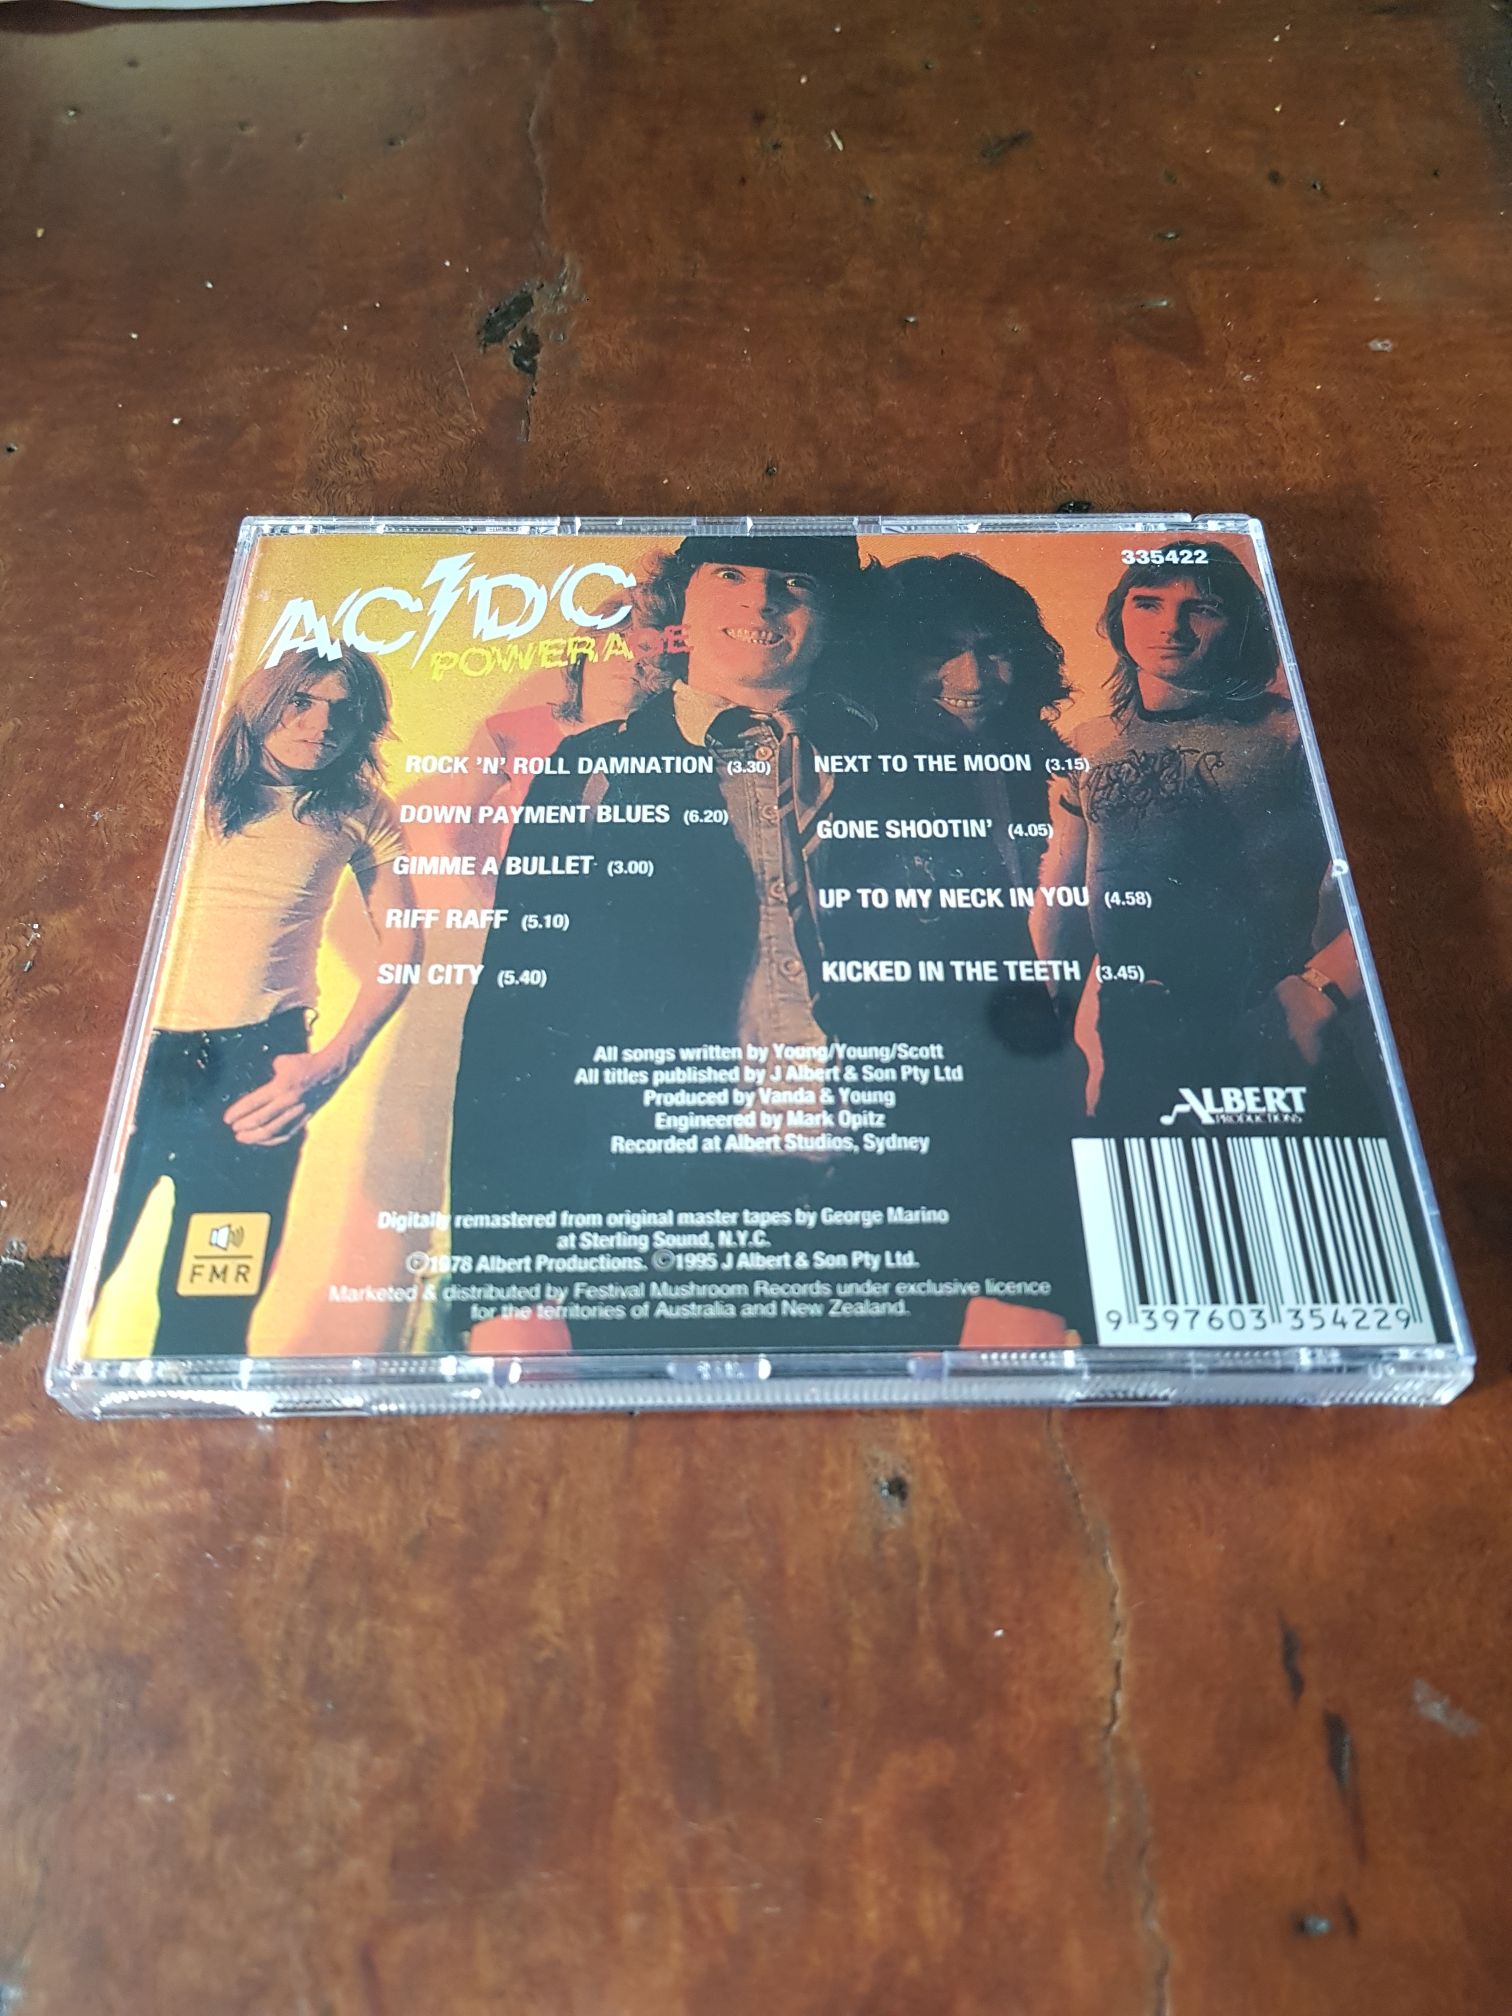 335422
AC/DC
POWERAGE
ROCK 'N' ROLL DAMNATION (3.30)
DOWN PAYMENT BLUES (6.20)
GIMME A BULLET (3.00)
RIFF RAFF (5.10)
SIN CITY (5.40)
NEXT TO THE MOON (3.15)
GONE SHOOTIN' (4.05)
UP TO MY NECK IN YOU (4.58)
KICKED IN THE TEETH (3.45)
All songs written by Young/Young/Scott
All titles published by J Albert & Son Pty Ltd
Produced by Vanda & Young
Engineered by Mark Opitz
Recorded at Albert Studios, Sydney
ALBERT
PRODUCTIONS
Digitally remastered from original master tapes by George Marino
at Sterling Sound, N.Y.C.
©1978 Albert Productions. ©1995 J Albert & Son Pty Ltd.
Marketed & distributed by Festival Mushroom Records under exclusive licence
for the territories of Australia and New Zealand.
FMR
9 397603 354229